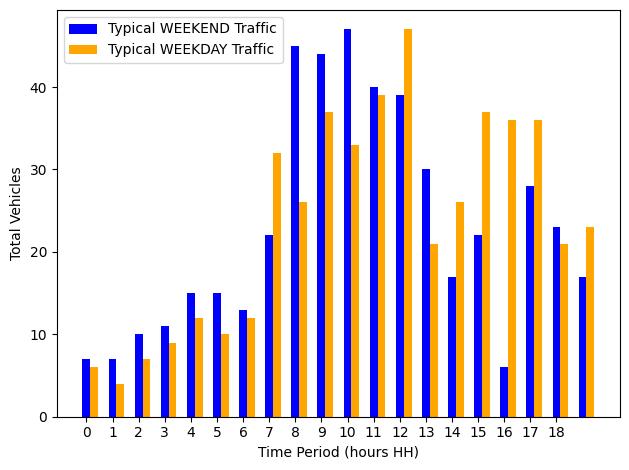 Typical WEEKEND Traffic
Typical WEEKDAY Traffic
Total Vehicles
40
30
20
10
0
0 1 2 3 4 5 6 7 8 9 10 11 12 13 14 15 16 17 18
Time Period (hours HH)